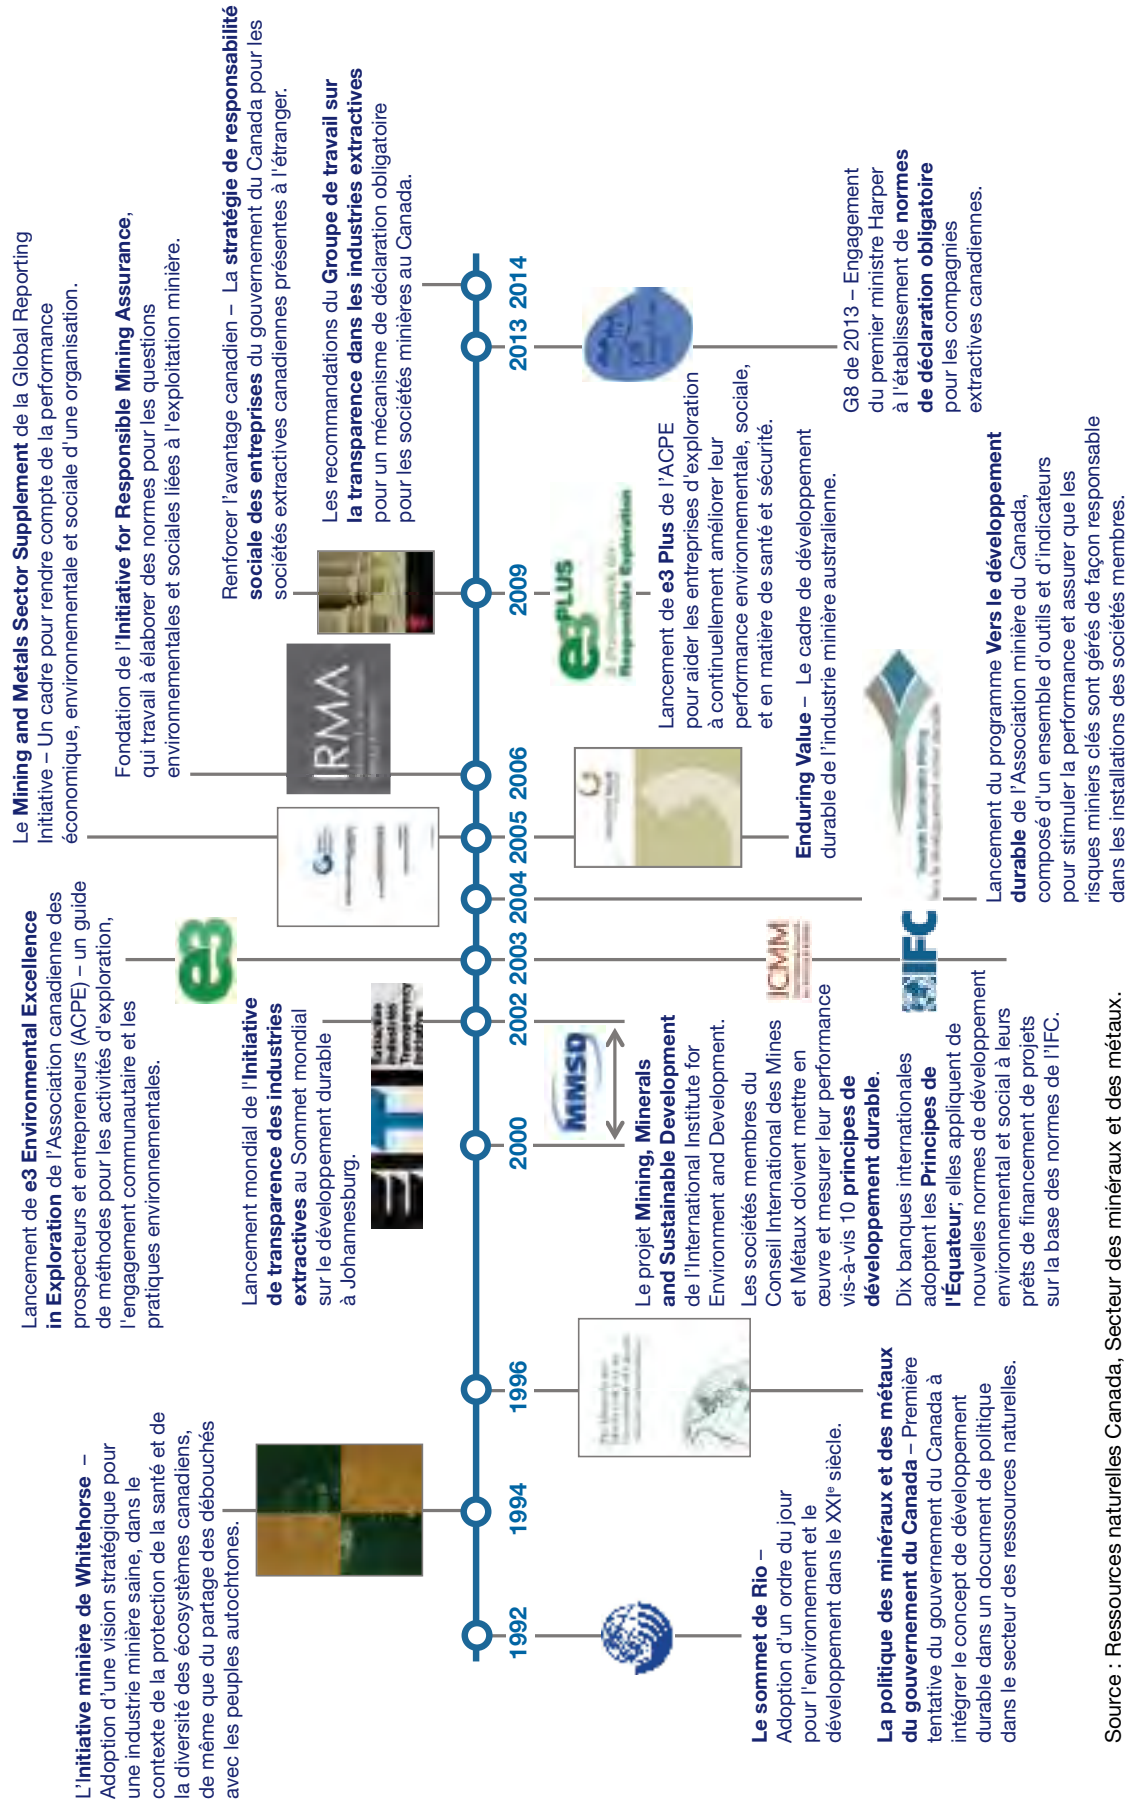 L'Initiative minière de Whitehorse –
Adoption d'une vision stratégique pour
une industrie minière saine, dans le
contexte de la protection de la santé et de
la diversité des écosystèmes canadiens,
de même que du partage des débouchés
avec les peuples autochtones.
Lancement de e3 Environmental Excellence
in Exploration de l'Association canadienne des
prospecteurs et entrepreneurs (ACPE) – un guide
de méthodes pour les activités d'exploration,
l'engagement communautaire et les
pratiques environnementales.
e3
Lancement mondial de l'Initiative
de transparence des industries
extractives au Sommet mondial
sur le développement durable
à Johannesburg.
EITI
Extractive
Industries
Transparency
Initiative
Le Mining and Metals Sector Supplement de la Global Reporting
Initiative – Un cadre pour rendre compte de la performance
économique, environnementale et sociale d'une organisation.
Fondation de l'Initiative for Responsible Mining Assurance,
qui travail à élaborer des normes pour les questions
environnementales et sociales liées à l'exploitation minière.
IRMA
Renforcer l'avantage canadien – La stratégie de responsabilité
sociale des entreprises du gouvernement du Canada pour les
sociétés extractives canadiennes présentes à l'étranger.
Les recommandations du Groupe de travail sur
la transparence dans les industries extractives
pour un mécanisme de déclaration obligatoire
pour les sociétés minières au Canada.
1992
1994
1996
2000
2002
2003
2004
2005
2006
2009
2013
2014
Le sommet de Rio –
Adoption d'un ordre du jour
pour l'environnement et le
développement dans le XXIe siècle.
La politique des minéraux et des métaux
du gouvernement du Canada – Première
tentative du gouvernement du Canada à
intégrer le concept de développement
durable dans un document de politique
dans le secteur des ressources naturelles.
MMSD
Le projet Mining, Minerals
and Sustainable Development
de l'International Institute for
Environment and Development.
ICMM
Les sociétés membres du
Conseil International des Mines
et Métaux doivent mettre en
œuvre et mesurer leur performance
vis-à-vis 10 principes de
développement durable.
IFC
Dix banques internationales
adoptent les Principes de
l'Équateur; elles appliquent de
nouvelles normes de développement
environmental et social à leurs
prêts de financement de projets
sur la base des normes de l'IFC.
Enduring Value – Le cadre de développement
durable de l'industrie minière australienne.
Lancement du programme Vers le développement
durable de l'Association minière du Canada,
composé d'un ensemble d'outils et d'indicateurs
pour stimuler la performance et assurer que les
risques miniers clés sont gérés de façon responsable
dans les installations des sociétés membres.
e3 PLUS
Responsible Exploration
Lancement de e3 Plus de l'ACPE
pour aider les entreprises d'exploration
à continuellement améliorer leur
performance environnementale, sociale,
et en matière de santé et sécurité.
G8 de 2013 – Engagement
du premier ministre Harper
à l'établissement de normes
de déclaration obligatoire
pour les compagnies
extractives canadiennes.
Source : Ressources naturelles Canada, Secteur des minéraux et des métaux.